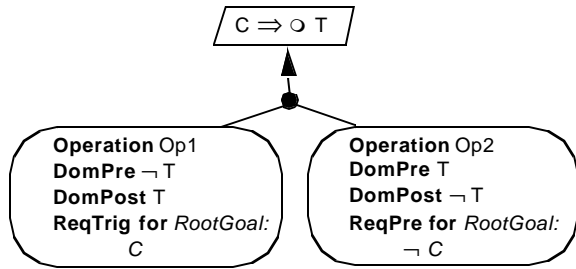 C ⇒ ○ T
Operation Op1
DomPre ¬ T
DomPost T
ReqTrig for RootGoal:
C
Operation Op2
DomPre T
DomPost ¬ T
ReqPre for RootGoal:
¬ C